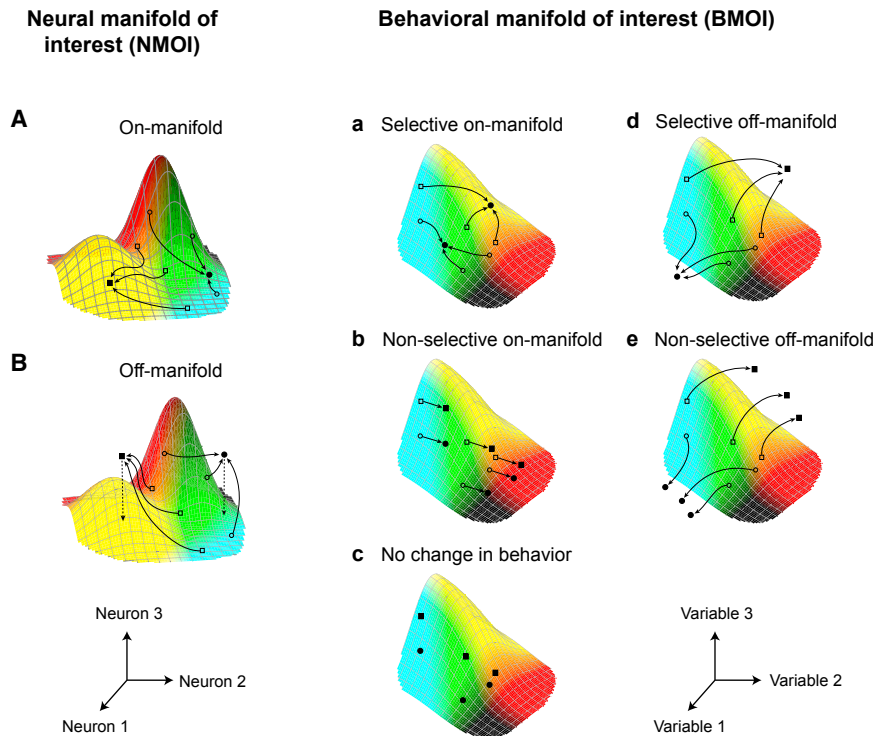 Neural manifold of
interest (NMOI)
Behavioral manifold of interest (BMOI)
A
On-manifold
a Selective on-manifold
d Selective off-manifold
B
Off-manifold
b Non-selective on-manifold
e Non-selective off-manifold
c No change in behavior
Neuron 3
Neuron 2
Neuron 1
Variable 3
Variable 2
Variable 1